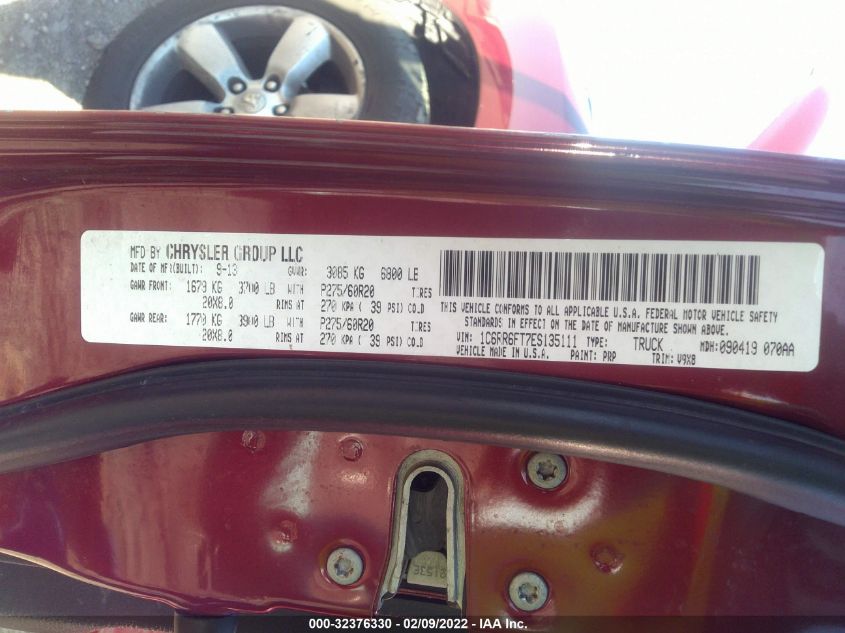 MFD BY CHRYSLER GROUP LLC
DATE OF MFR(BUILT): 9-13 GVWR: 3085 KG 6800 LB
GAWR FRONT: 1678 KG 3700 LB WITH P275/60R20 TIRES
20X8.0 RIMS AT 270 KPA ( 39 PSI) COLD
GAWR REAR: 1770 KG 3900 LB WITH P275/60R20 TIRES
20X8.0 RIMS AT 270 KPA ( 39 PSI) COLD
THIS VEHICLE CONFORMS TO ALL APPLICABLE U.S.A. FEDERAL MOTOR VEHICLE SAFETY
STANDARDS IN EFFECT ON THE DATE OF MANUFACTURE SHOWN ABOVE.
VIN: 1C6RR6FT7ES135111 TYPE: TRUCK MDH: 090419 070AA
VEHICLE MADE IN U.S.A. PAINT: PRP TRIM: V9X8
000-32376330 - 02/09/2022 - IAA Inc.